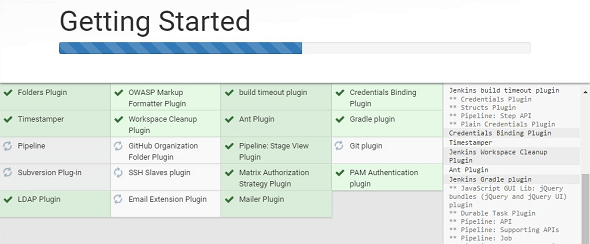 Getting Started
Folders Plugin
OWASP Markup
Formatter Plugin
build timeout plugin
Credentials Binding
Plugin
Timestamper
Workspace Cleanup
Plugin
Ant Plugin
Gradle plugin
Pipeline
GitHub Organization
Folder Plugin
Pipeline: Stage View
Plugin
Git plugin
Subversion Plug-in
SSH Slaves plugin
Matrix Authorization
Strategy Plugin
PAM Authentication
plugin
LDAP Plugin
Email Extension Plugin
Mailer Plugin
Jenkins build timeout plugin
** Credentials Plugin
** Structs Plugin
** Pipeline: Step API
** Plain Credentials Plugin
Credentials Binding Plugin
Timestamper
Jenkins Workspace Cleanup
Plugin
Ant Plugin
Jenkins Gradle plugin
** JavaScript GUI Lib: jQuery
bundles (jQuery and jQuery UI)
plugin
** Durable Task Plugin
** Pipeline: API
** Pipeline: Supporting APIs
** Pipeline: Job